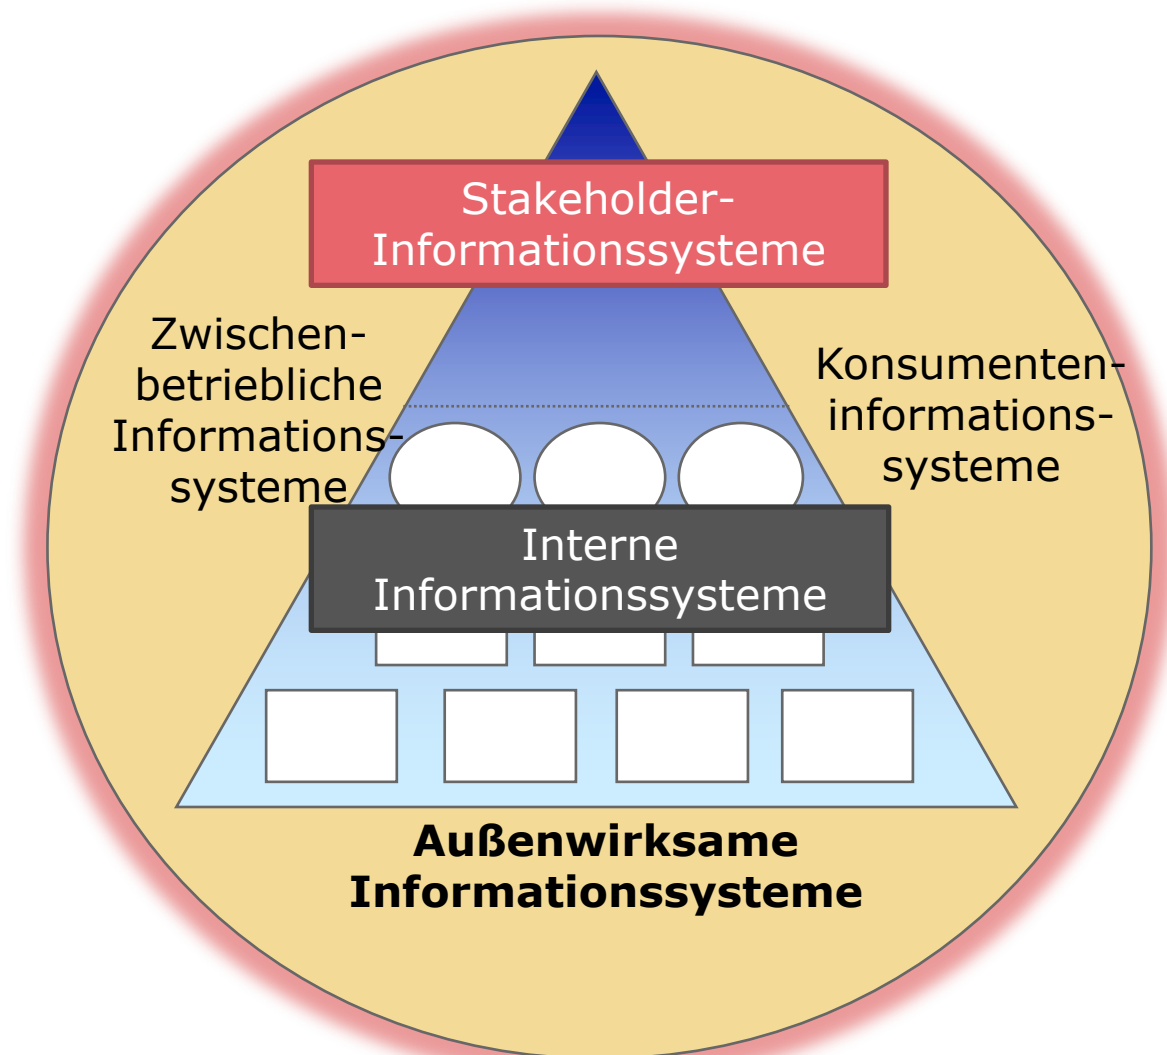 Stakeholder-
Informationssysteme
Zwischen-
betriebliche
Informations-
systeme
Konsumenten-
informations-
systeme
Interne
Informationssysteme
Außenwirksame
Informationssysteme